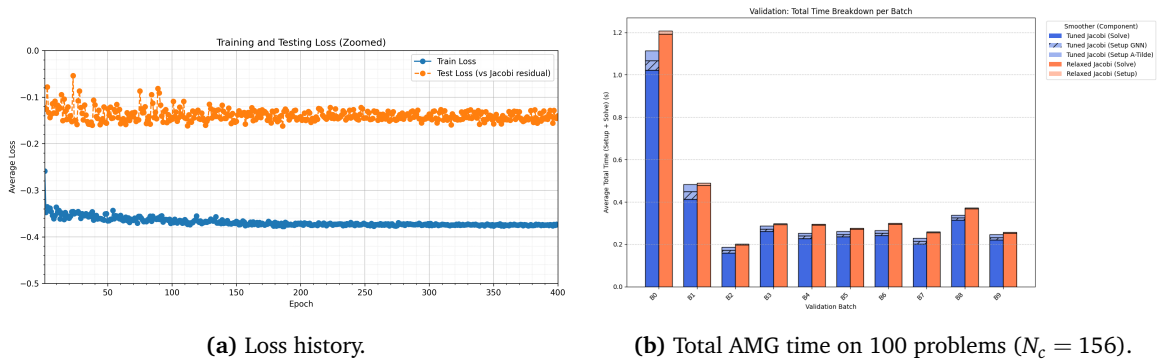 Training and Testing Loss (Zoomed)
Train Loss
Test Loss (vs Jacobi residual)
Average Loss
0.0
−0.1
−0.2
−0.3
−0.4
−0.5
50
100
150
200
250
300
350
400
Epoch
(a) Loss history.
Validation: Total Time Breakdown per Batch
Smoother (Component)
Tuned Jacobi (Solve)
Tuned Jacobi (Setup GNN)
Tuned Jacobi (Setup A-Tilde)
Relaxed Jacobi (Solve)
Relaxed Jacobi (Setup)
Average Total Time (Setup + Solve) (s)
1.2
1.0
0.8
0.6
0.4
0.2
0.0
B0
B1
B2
B3
B4
B5
B6
B7
B8
B9
Validation Batch
(b) Total AMG time on 100 problems (N_c = 156).